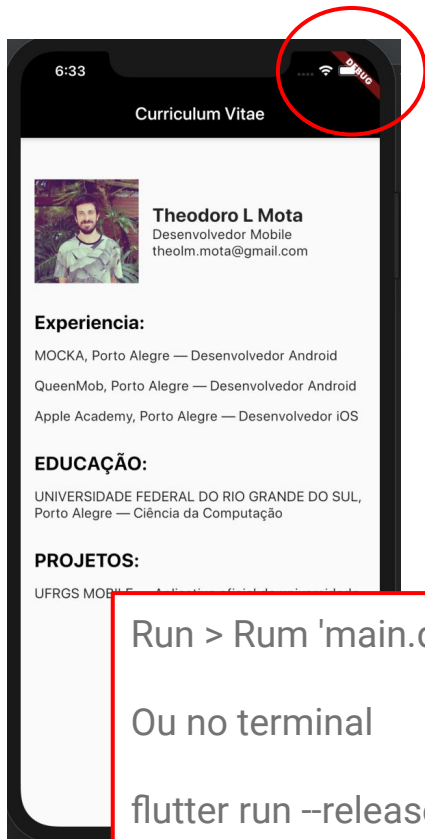 6:33
DEBUG
Curriculum Vitae
Theodoro L Mota
Desenvolvedor Mobile
theolm.mota@gmail.com
Experiencia:
MOCKA, Porto Alegre — Desenvolvedor Android
QueenMob, Porto Alegre — Desenvolvedor Android
Apple Academy, Porto Alegre — Desenvolvedor iOS
EDUCAÇÃO:
UNIVERSIDADE FEDERAL DO RIO GRANDE DO SUL,
Porto Alegre — Ciência da Computação
PROJETOS:
UFRGS
Run > Rum 'main.
Ou no terminal
flutter run --release